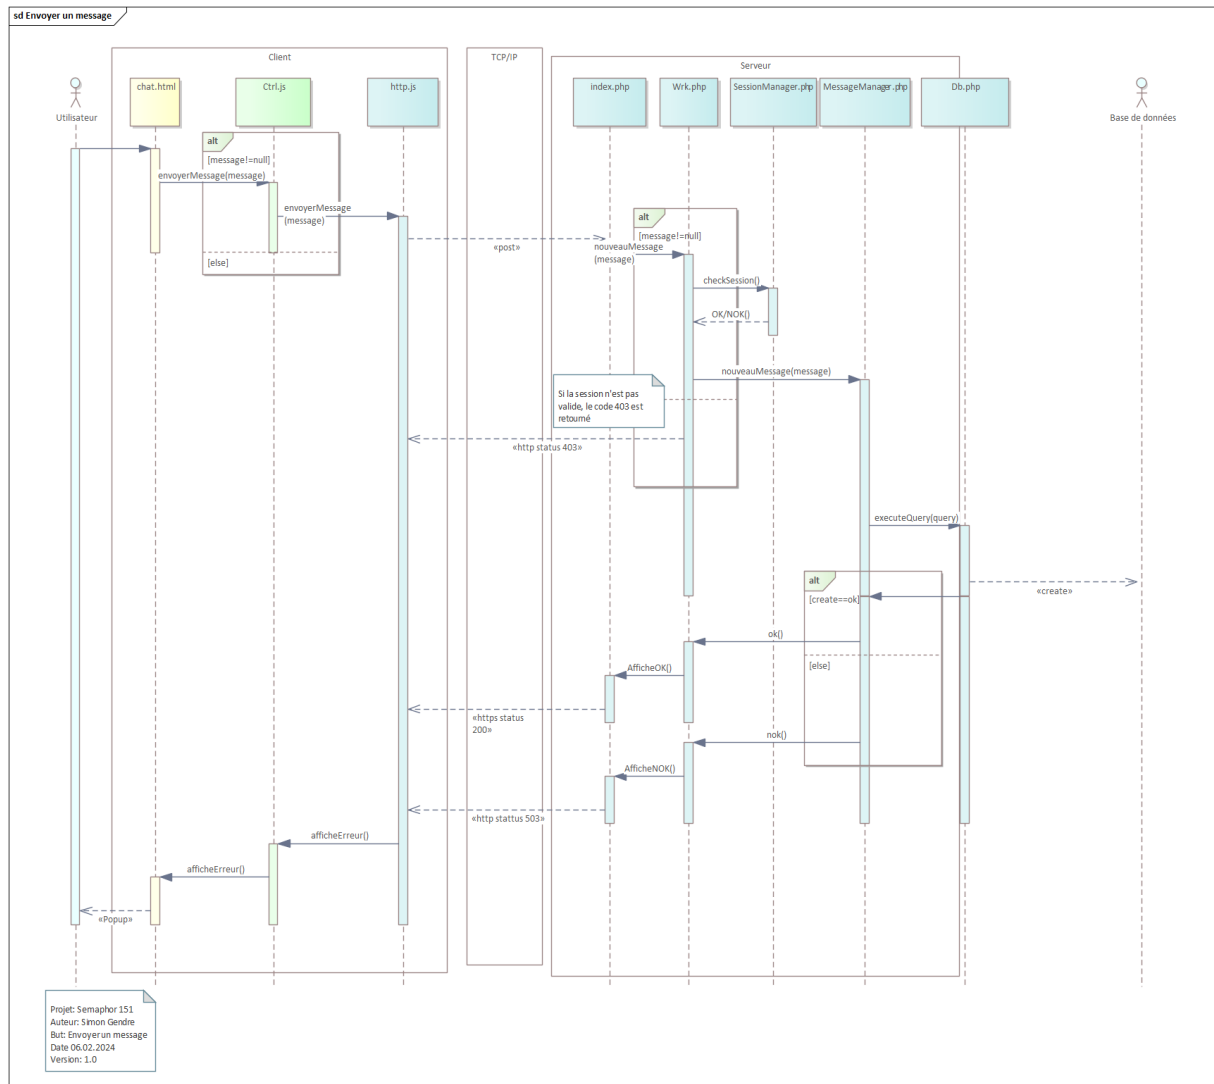 sd Envoyer un message
Client
TCP/IP
Serveur
Utilisateur
chat.html
Ctrl.js
http.js
index.php
Wrk.php
SessionManager.php
MessageManager.php
Db.php
Base de données
alt
[message!=null]
envoyerMessage(message)
envoyerMessage
(message)
[else]
«post»
alt
[message!=null]
nouveauMessage
(message)
checkSession()
OK/NOK()
nouveauMessage(message)
Si la session n'est pas
valide, le code 403 est
retourné
«http status 403»
executeQuery(query)
alt
[create==ok]
«create»
ok()
[else]
AfficheOK()
«https status
200»
nok()
AfficheNOK()
«http stattus 503»
afficheErreur()
afficheErreur()
«Popup»
Projet: Semaphor 151
Auteur: Simon Gendre
But: Envoyer un message
Date 06.02.2024
Version: 1.0